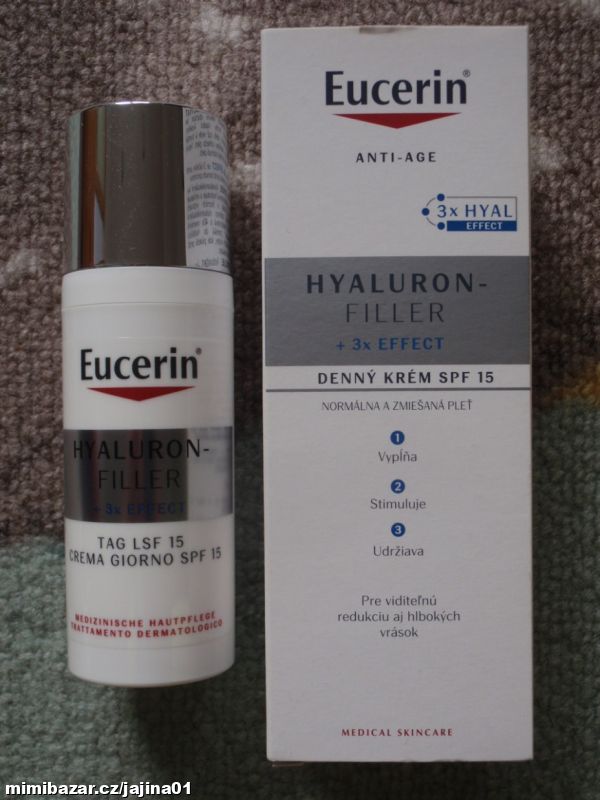 Eucerin®
HYALURON-
FILLER
+ 3x EFFECT
TAG LSF 15
CREMA GIORNO SPF 15
MEDIZINISCHE HAUTPFLEGE
TRATTAMENTO DERMATOLOGICO
Eucerin®
ANTI-AGE
3x HYAL
EFFECT
HYALURON-
FILLER
+ 3x EFFECT
DENNÝ KRÉM SPF 15
NORMÁLNA A ZMIEŠANÁ PLEŤ
1
Vypĺňa
2
Stimuluje
3
Udržiava
Pre viditeľnú
redukciu aj hlbokých
vrások
MEDICAL SKINCARE
mimibazar.cz/jajina01